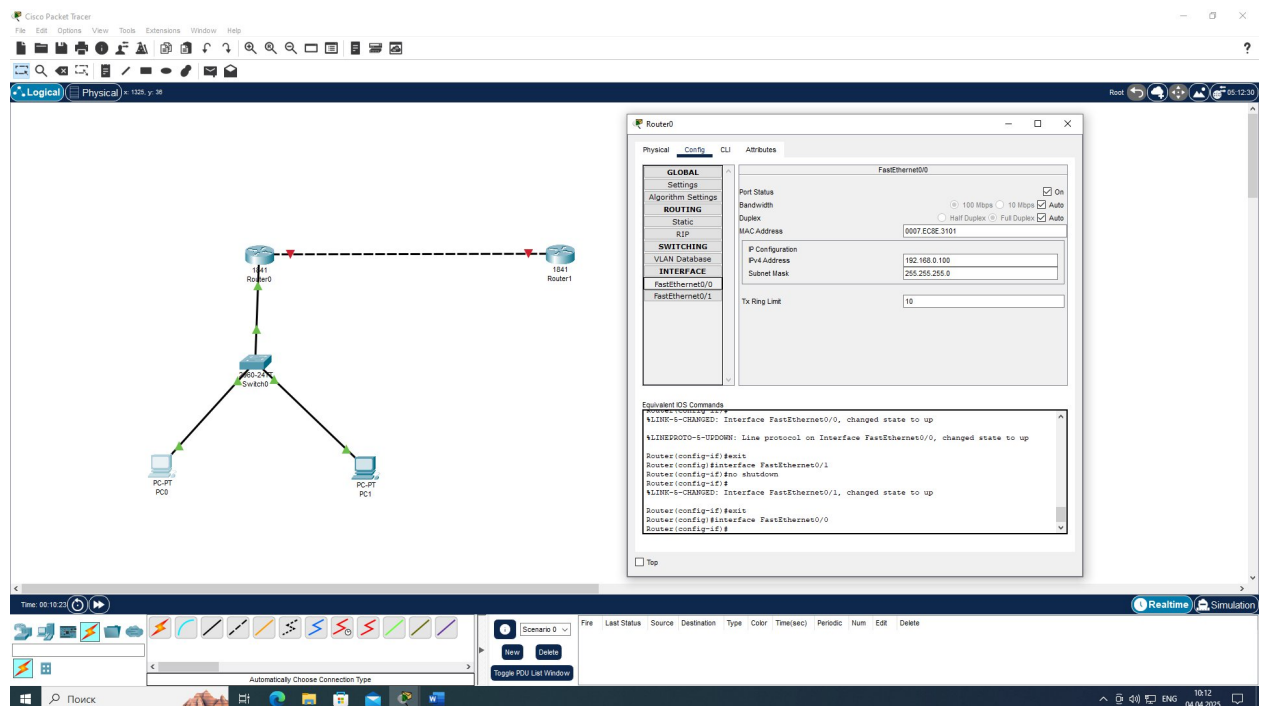 Cisco Packet Tracer
File Edit Options View Tools Extensions Window Help
?
Logical Physical x: 1325, y: 36
Root 05:12:30
1841
Router0
1841
Router1
2960-24TT
Switch0
PC-PT
PC0
PC-PT
PC1
Router0
Physical Config CLI Attributes
GLOBAL
Settings
Algorithm Settings
ROUTING
Static
RIP
SWITCHING
VLAN Database
INTERFACE
FastEthernet0/0
FastEthernet0/1
FastEthernet0/0
Port Status On
Bandwidth 100 Mbps 10 Mbps Auto
Duplex Half Duplex Full Duplex Auto
MAC Address 0007.EC8E.3101
IP Configuration
IPv4 Address 192.168.0.100
Subnet Mask 255.255.255.0
Tx Ring Limit 10
Equivalent IOS Commands
Router(config-if)#
%LINK-5-CHANGED: Interface FastEthernet0/0, changed state to up
%LINEPROTO-5-UPDOWN: Line protocol on Interface FastEthernet0/0, changed state to up
Router(config-if)#exit
Router(config)#interface FastEthernet0/1
Router(config-if)#no shutdown
Router(config-if)#
%LINK-5-CHANGED: Interface FastEthernet0/1, changed state to up
Router(config-if)#exit
Router(config)#interface FastEthernet0/0
Router(config-if)#
Top
Time: 00:10:23
Realtime Simulation
Scenario 0
New Delete
Toggle PDU List Window
Fire Last Status Source Destination Type Color Time(sec) Periodic Num Edit Delete
Automatically Choose Connection Type
Поиск
ENG
10:12
04.04.2025